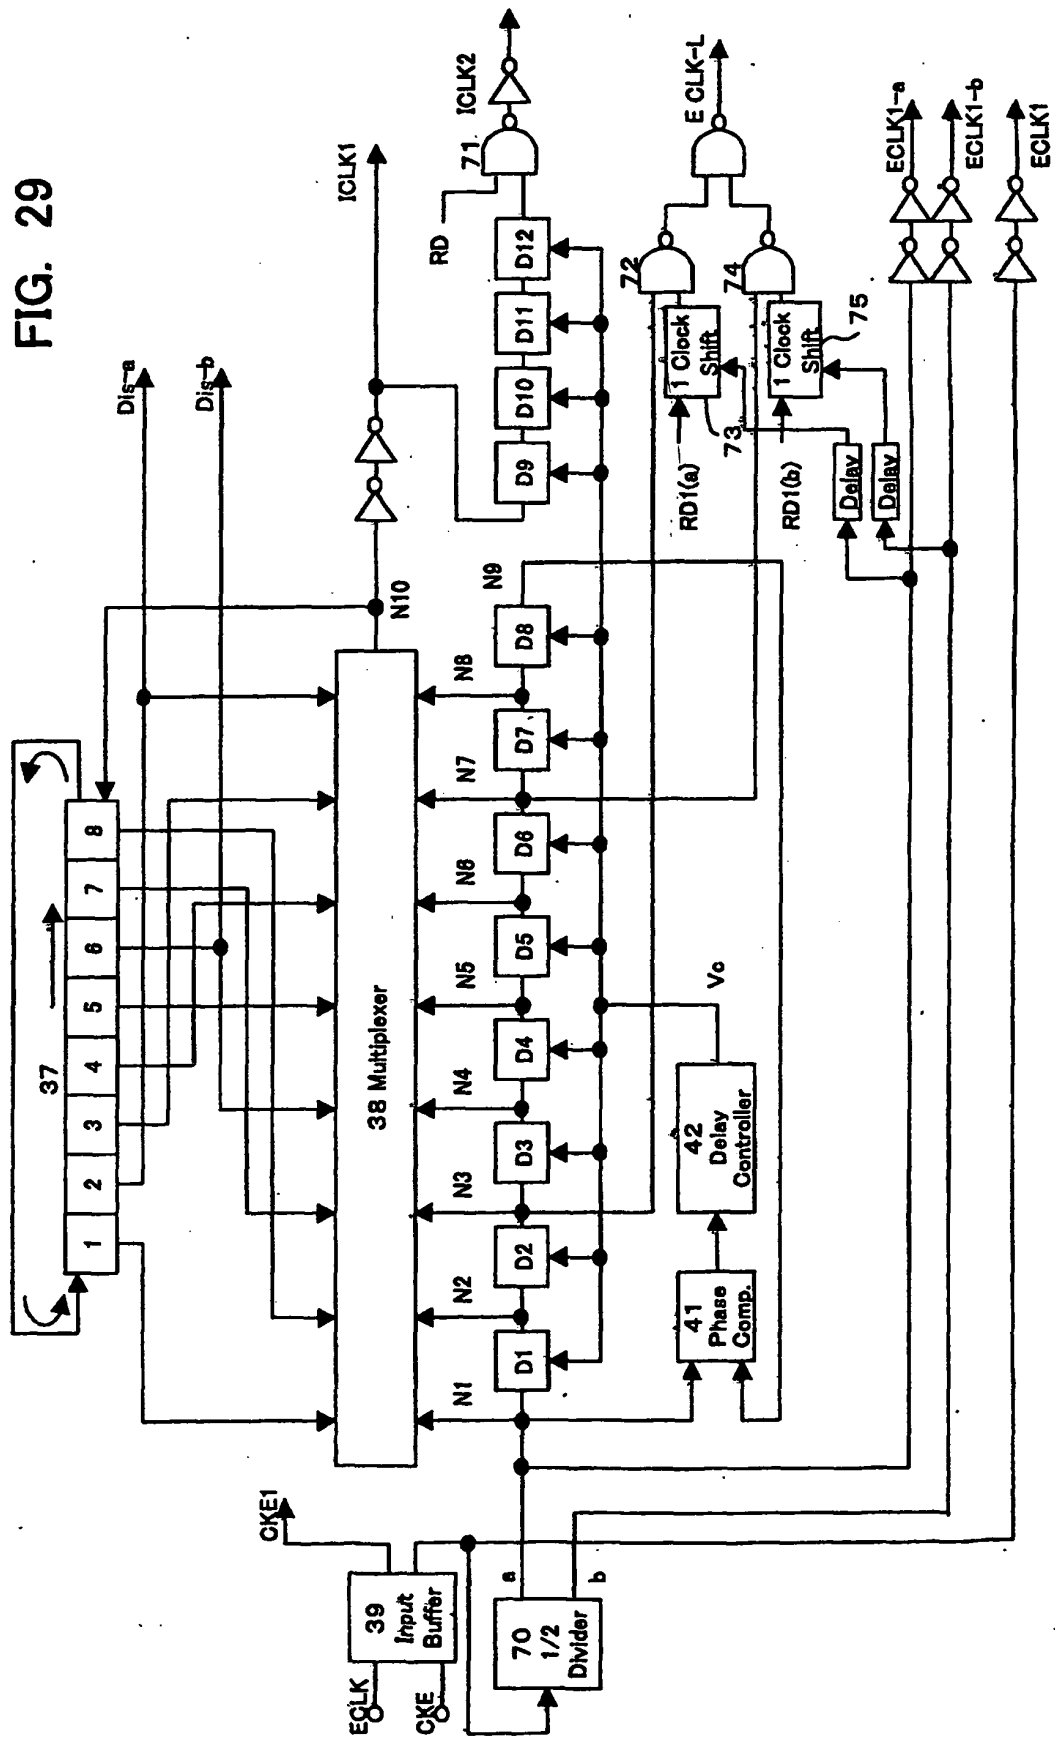 FIG. 29
37
1
2
3
4
5
6
7
8
Dis-a
Dis-b
38 Multiplexer
N10
ICLK1
N1
N2
N3
N4
N5
N6
N7
N8
N9
D1
D2
D3
D4
D5
D6
D7
D8
D9
D10
D11
D12
RD
71
ICLK2
ECLK
CKE
39
Input
Buffer
CKE1
70
1/2
Divider
a
b
41
Phase
Comp.
42
Delay
Controller
Vc
RD1(a)
73
1 Clock
Shift
72
RD1(b)
1 Clock
Shift
75
74
E CLK-L
Delay
Delay
ECLK1-a
ECLK1-b
ECLK1